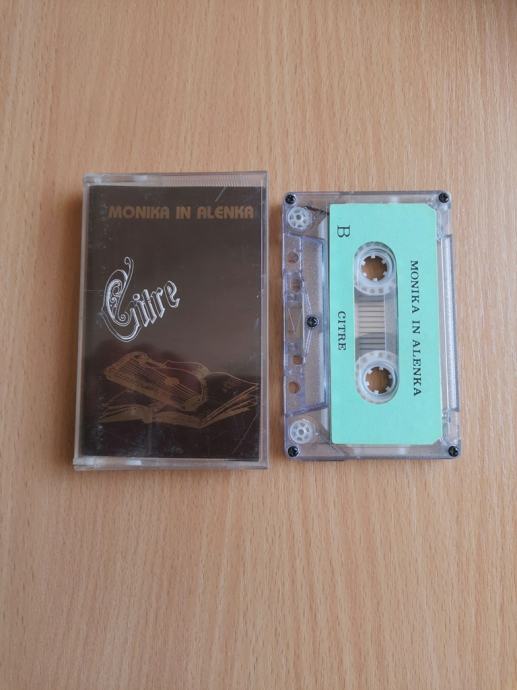 MONIKA IN ALENKA
Citre
B
MONIKA IN ALENKA
CITRE